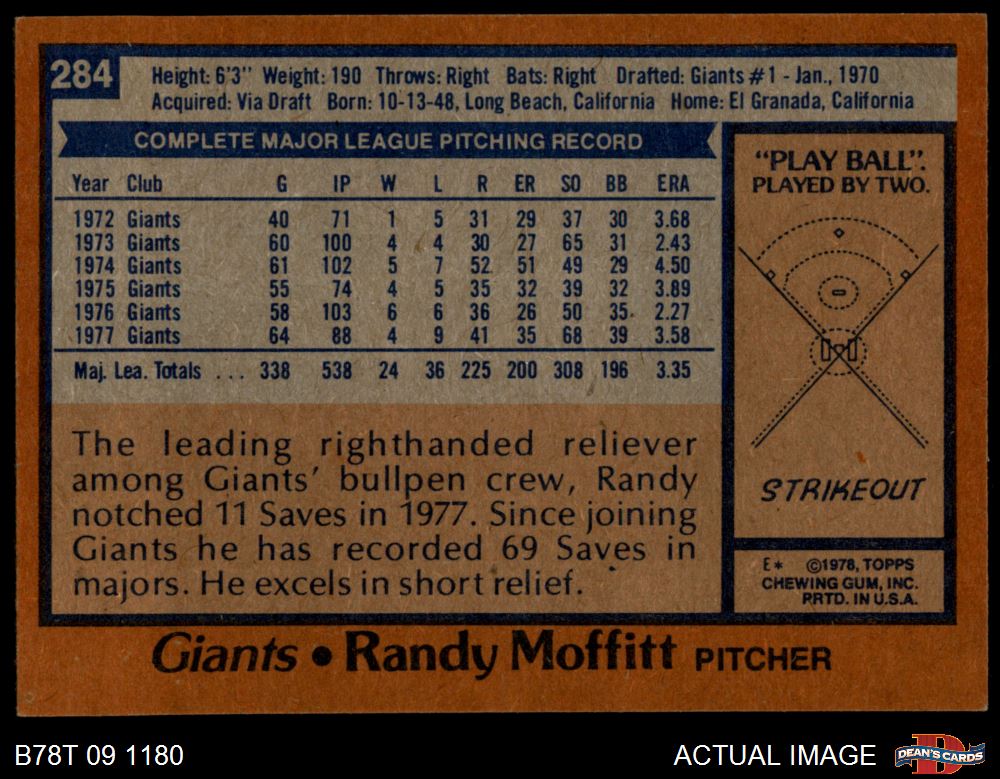 284
Height: 6'3" Weight: 190 Throws: Right Bats: Right Drafted: Giants #1 - Jan., 1970
Acquired: Via Draft Born: 10-13-48, Long Beach, California Home: El Granada, California
COMPLETE MAJOR LEAGUE PITCHING RECORD
Year Club G IP W L R ER SO BB ERA
1972 Giants 40 71 1 5 31 29 37 30 3.68
1973 Giants 60 100 4 4 30 27 65 31 2.43
1974 Giants 61 102 5 7 52 51 49 29 4.50
1975 Giants 55 74 4 5 35 32 39 32 3.89
1976 Giants 58 103 6 6 36 26 50 35 2.27
1977 Giants 64 88 4 9 41 35 68 39 3.58
Maj. Lea. Totals ... 338 538 24 36 225 200 308 196 3.35
The leading righthanded reliever
among Giants' bullpen crew, Randy
notched 11 Saves in 1977. Since joining
Giants he has recorded 69 Saves in
majors. He excels in short relief.
"PLAY BALL".
PLAYED BY TWO.
STRIKEOUT
E* ©1978, TOPPS
CHEWING GUM, INC.
PRTD. IN U.S.A.
Giants • Randy Moffitt PITCHER
B78T 09 1180
ACTUAL IMAGE
D
DEAN'S CARDS